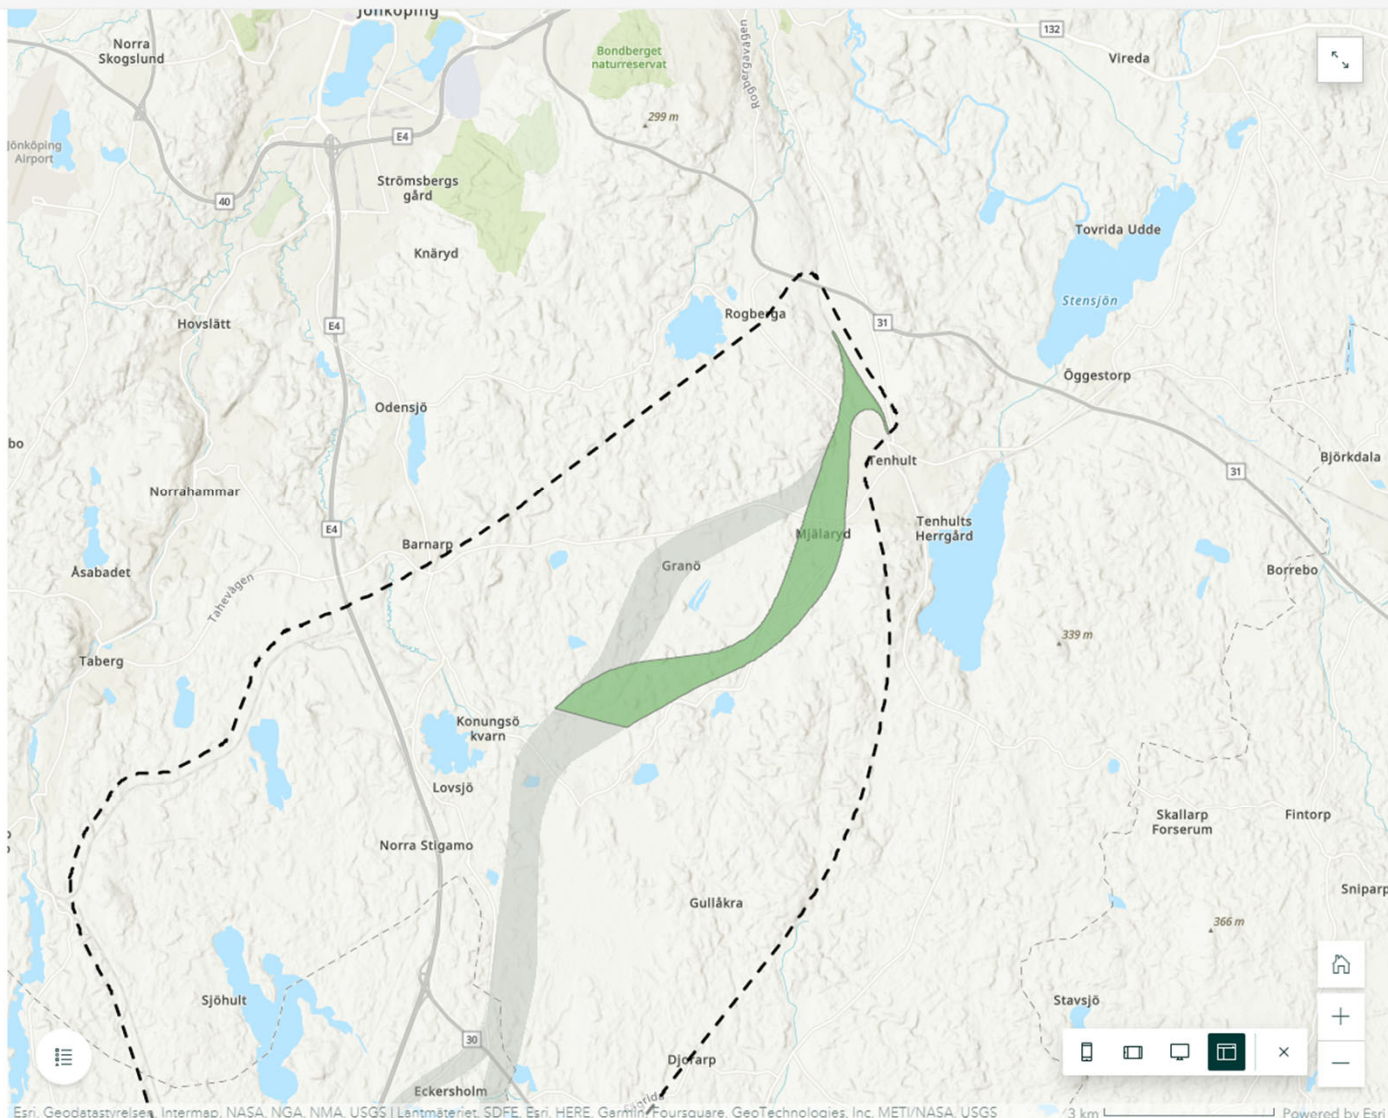 Jönköping
132
Norra
Skogslund
Bondberget
naturreservat
Vireda
Rogbergavägen
299 m
E4
Jönköping
Airport
Strömsbergs
gård
40
Tovrida Udde
Knäryd
Stensjön
Rogberga
Hovslätt
E4
31
Öggestorp
Odensjö
bo
Tenhult
Björkdala
31
Norrahammar
E4
Tenhults
Herrgård
Mjälaryd
Barnarp
Granö
Åsabadet
Borrebo
Tahevägen
339 m
Taberg
Konungsö
kvarn
Lovsjö
Skallarp
Forserum
Fintorp
Norra Stigamo
Sniparp
Gullåkra
366 m
Sjöhult
Stavsjö
30
Djorarp
Eckersholm
Esri, Geodatastyrelsen, Intermap, NASA, NGA, NMA, USGS | Lantmäteriet, SDFE, Esri, HERE, Garmin, Foursquare, GeoTechnologies, Inc, METI/NASA, USGS
3 km
Powered by Esri